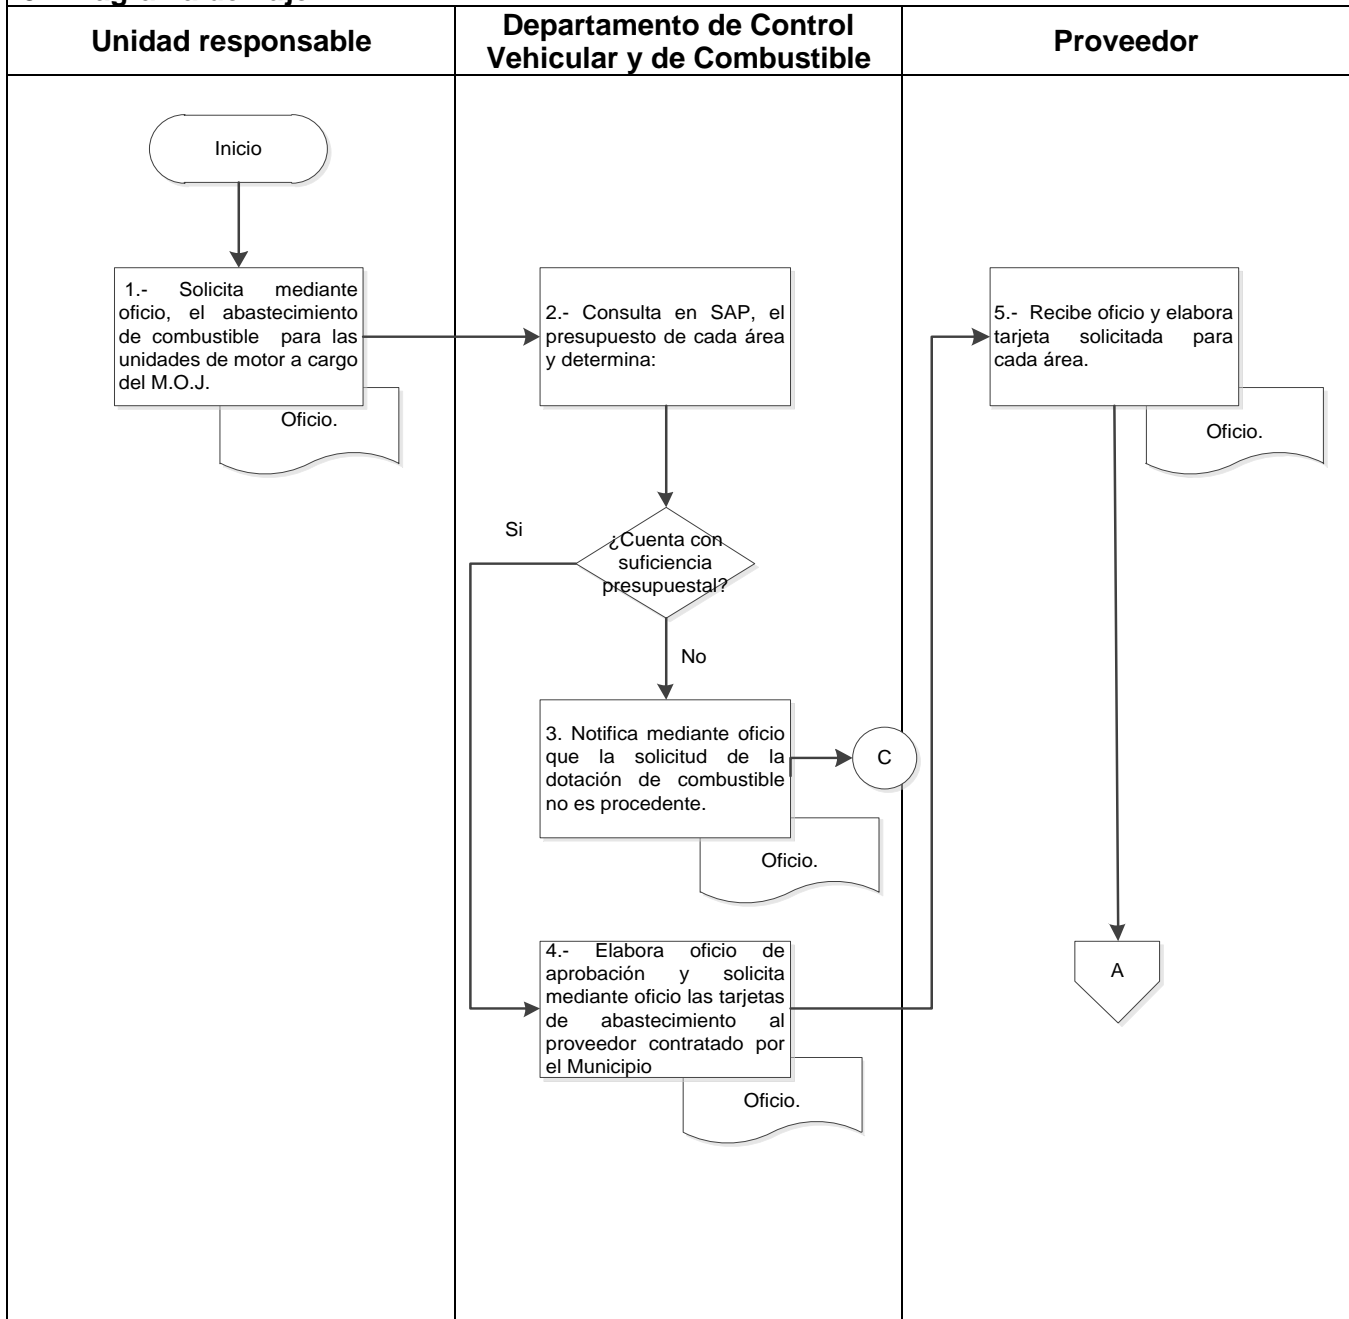 Unidad responsable
Departamento de Control
Vehicular y de Combustible
Proveedor
Inicio
1.- Solicita mediante
oficio, el abastecimiento
de combustible para las
unidades de motor a cargo
del M.O.J.
Oficio.
2.- Consulta en SAP, el
presupuesto de cada área
y determina:
5.- Recibe oficio y elabora
tarjeta solicitada para
cada área.
Oficio.
Si
¿Cuenta con
suficiencia
presupuestal?
No
3. Notifica mediante oficio
que la solicitud de la
dotación de combustible
no es procedente.
C
Oficio.
4.- Elabora oficio de
aprobación y solicita
mediante oficio las tarjetas
de abastecimiento al
proveedor contratado por
el Municipio
Oficio.
A